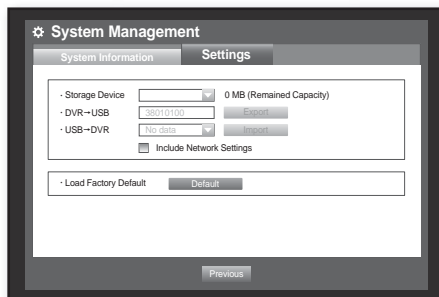 System Management
System Information Settings
· Storage Device 0 MB (Remained Capacity)
· DVR→USB 38010100 Export
· USB→DVR No data Import
Include Network Settings
· Load Factory Default Default
Previous